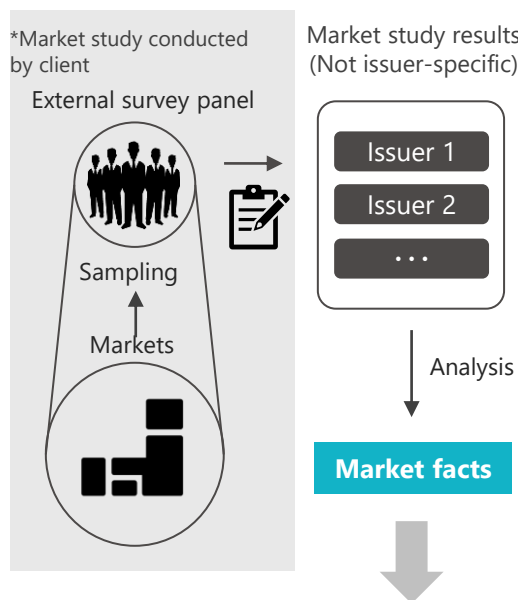 *Market study conducted
by client
External survey panel
Sampling
Markets
Market study results
(Not issuer-specific)
Issuer 1
Issuer 2
...
Analysis
Market facts